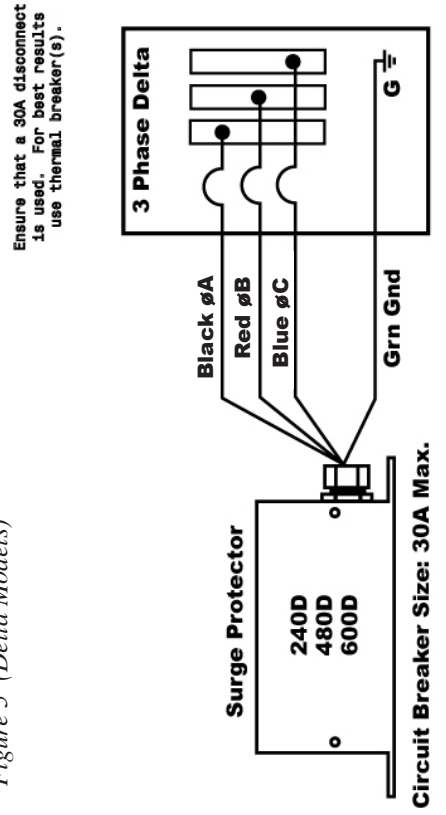 Figure 3 (Delta Models)
Ensure that a 30A disconnect
is used. For best results
use thermal breaker(s).
3 Phase Delta
Black øA
Red øB
Blue øC
Grn Gnd
G
Surge Protector
240D
480D
600D
Circuit Breaker Size: 30A Max.